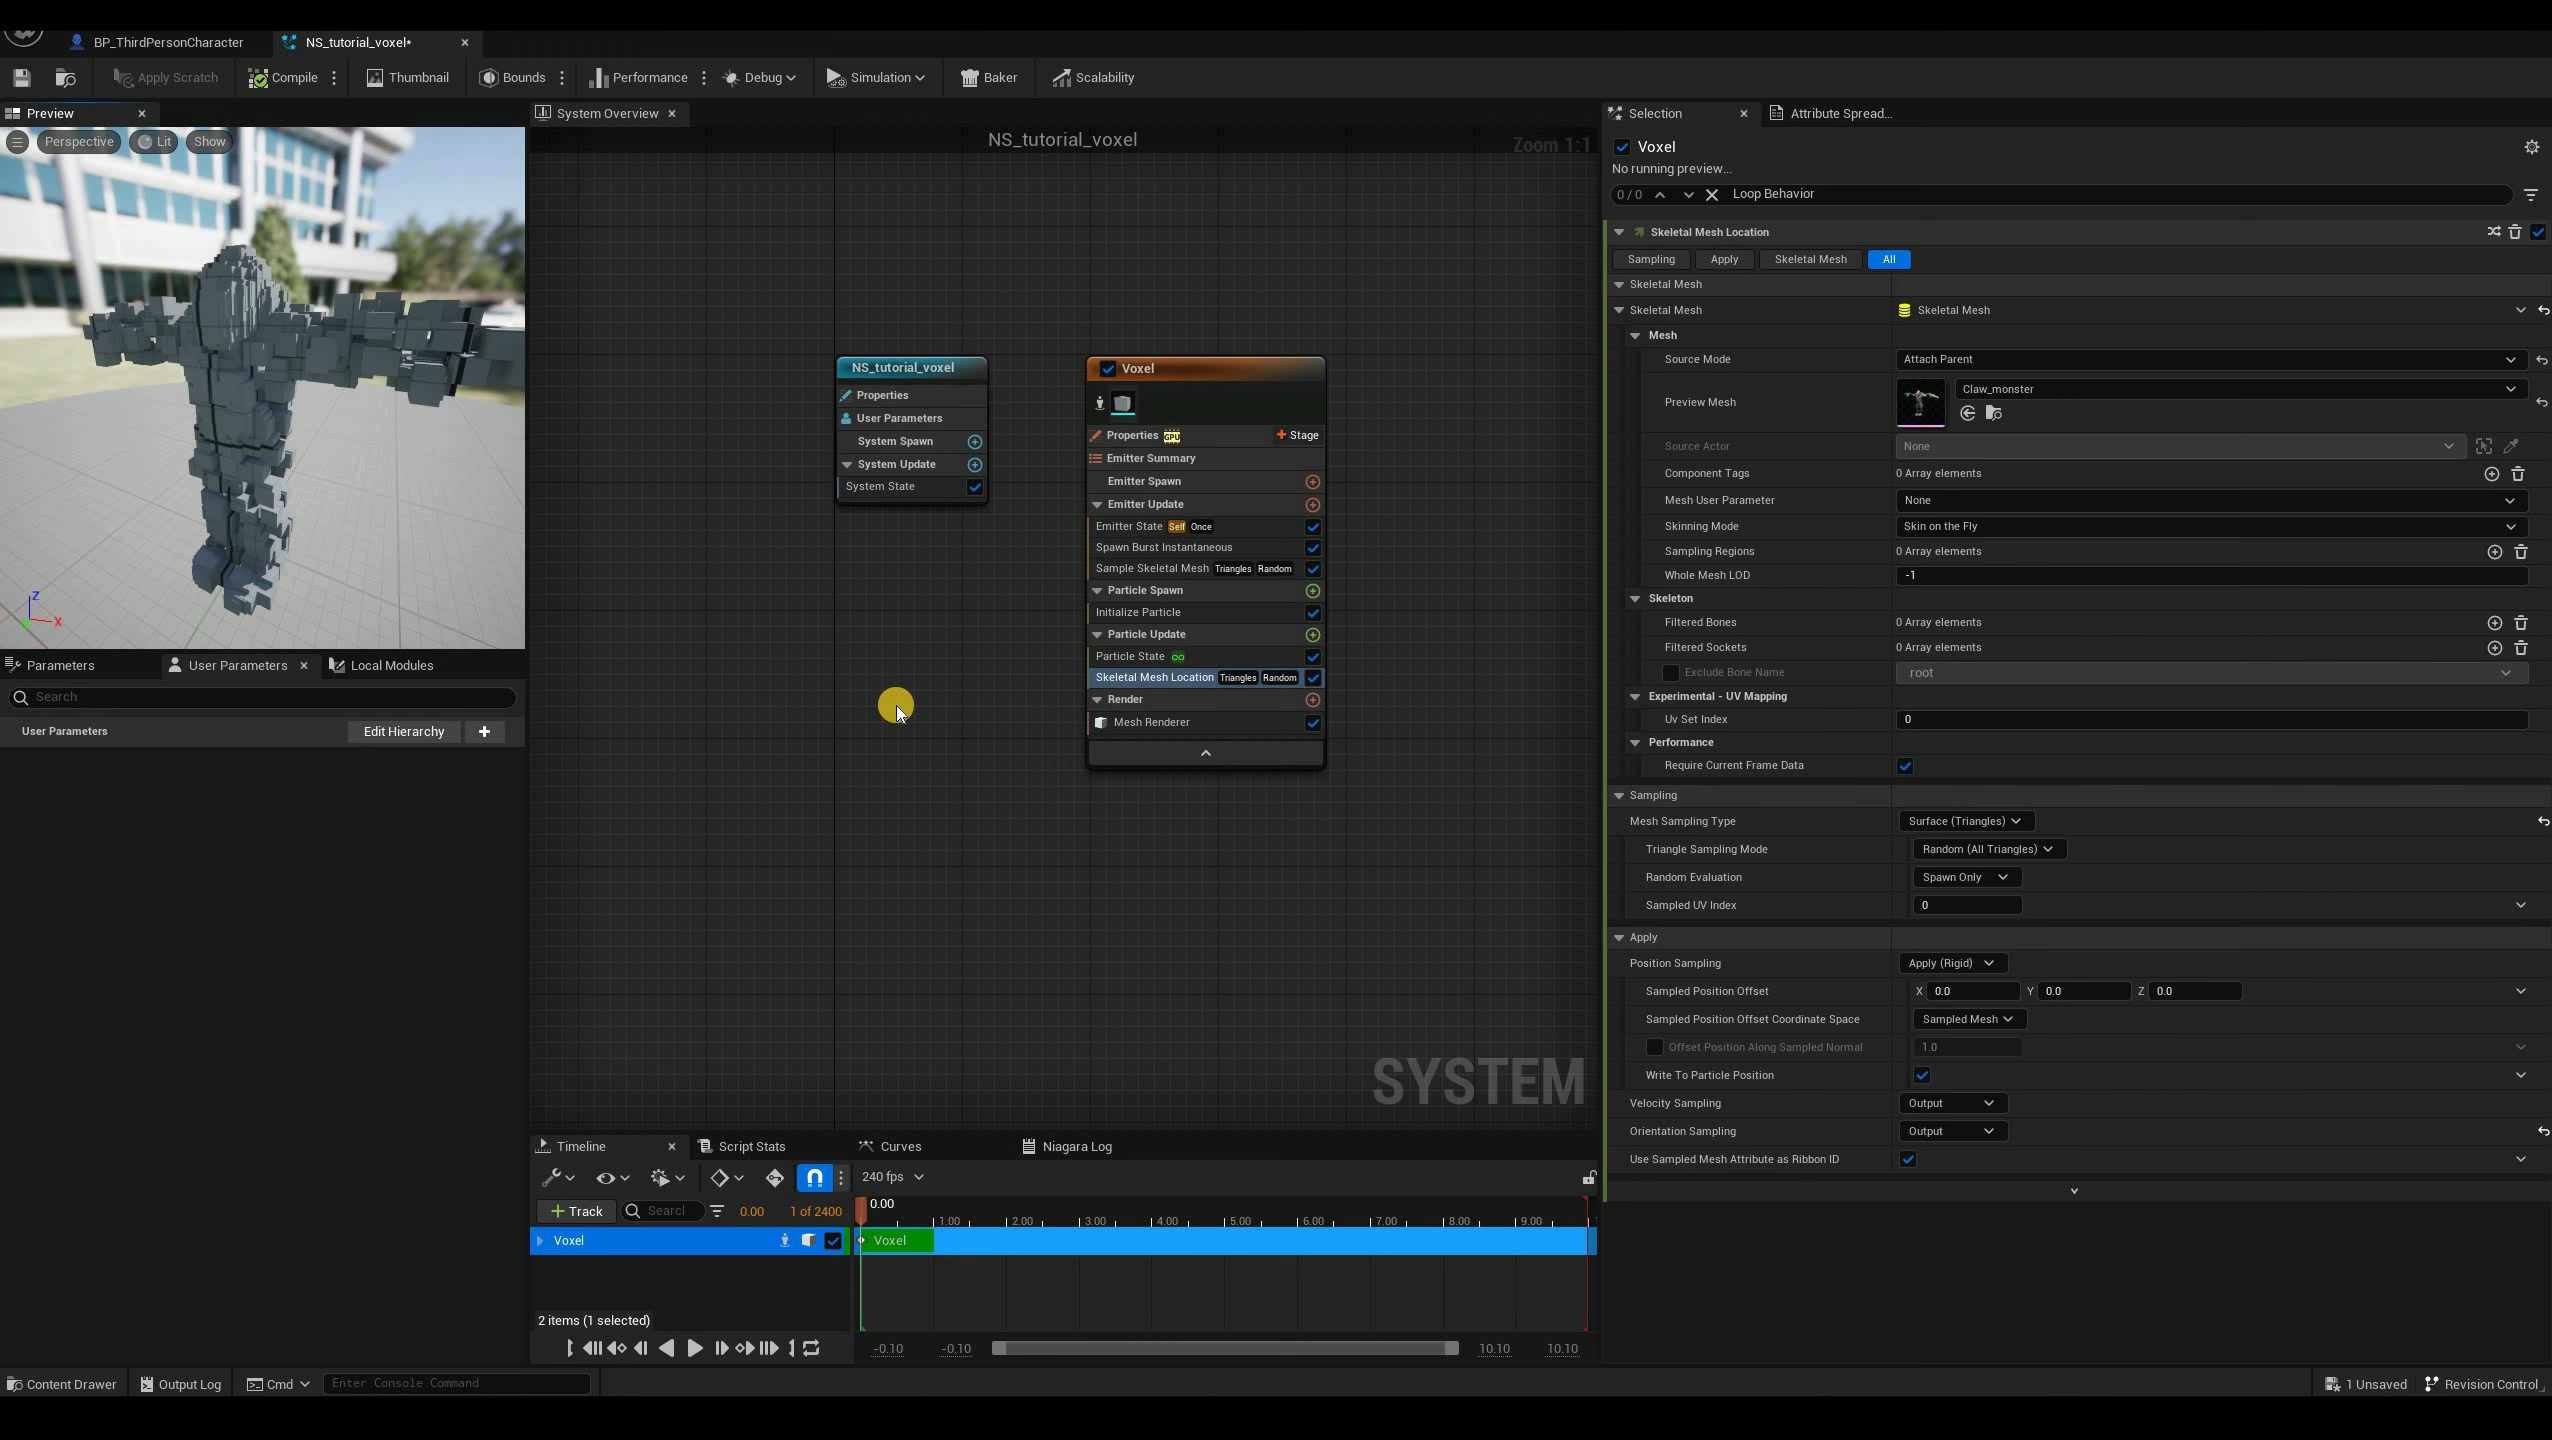 BP_ThirdPersonCharacter
NS_tutorial_voxel*
Apply Scratch
Compile
Thumbnail
Bounds
Performance
Debug
Simulation
Baker
Scalability
Preview
System Overview
Selection
Attribute Spread...
Perspective
Lit
Show
NS_tutorial_voxel
Zoom 1:1
Voxel
No running preview...
0 / 0
Loop Behavior
Skeletal Mesh Location
Sampling
Apply
Skeletal Mesh
All
Skeletal Mesh
Skeletal Mesh
Skeletal Mesh
Mesh
Source Mode
Attach Parent
Preview Mesh
Claw_monster
Source Actor
None
Component Tags
0 Array elements
Mesh User Parameter
None
Skinning Mode
Skin on the Fly
Sampling Regions
0 Array elements
Whole Mesh LOD
-1
Skeleton
Filtered Bones
0 Array elements
Filtered Sockets
0 Array elements
Exclude Bone Name
root
Experimental - UV Mapping
Uv Set Index
0
Performance
Require Current Frame Data
Sampling
Mesh Sampling Type
Surface (Triangles)
Triangle Sampling Mode
Random (All Triangles)
Random Evaluation
Spawn Only
Sampled UV Index
0
Apply
Position Sampling
Apply (Rigid)
Sampled Position Offset
X 0.0 Y 0.0 Z 0.0
Sampled Position Offset Coordinate Space
Sampled Mesh
Offset Position Along Sampled Normal
1.0
Write To Particle Position
Velocity Sampling
Output
Orientation Sampling
Output
Use Sampled Mesh Attribute as Ribbon ID
NS_tutorial_voxel
Properties
User Parameters
System Spawn
System Update
System State
Voxel
Properties GPU
Stage
Emitter Summary
Emitter Spawn
Emitter Update
Emitter State Self Once
Spawn Burst Instantaneous
Sample Skeletal Mesh Triangles Random
Particle Spawn
Initialize Particle
Particle Update
Particle State
Skeletal Mesh Location Triangles Random
Render
Mesh Renderer
SYSTEM
Z
X
Parameters
User Parameters
Local Modules
Search
User Parameters
Edit Hierarchy
Timeline
Script Stats
Curves
Niagara Log
240 fps
Track
Search
0.00
1 of 2400
0.00
1.00 2.00 3.00 4.00 5.00 6.00 7.00 8.00 9.00
Voxel
Voxel
2 items (1 selected)
-0.10
-0.10
10.10
10.10
Content Drawer
Output Log
Cmd
Enter Console Command
1 Unsaved
Revision Control